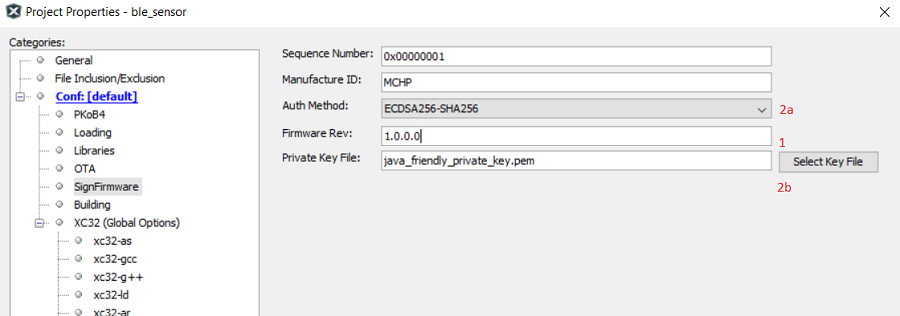 Project Properties - ble_sensor
Categories:
General
File Inclusion/Exclusion
Conf: [default]
PKoB4
Loading
Libraries
OTA
SignFirmware
Building
XC32 (Global Options)
xc32-as
xc32-gcc
xc32-g++
xc32-ld
xc32-ar
Sequence Number: 0x00000001
Manufacture ID: MCHP
Auth Method: ECDSA256-SHA256 2a
Firmware Rev: 1.0.0.0 1
Private Key File: java_friendly_private_key.pem Select Key File
2b